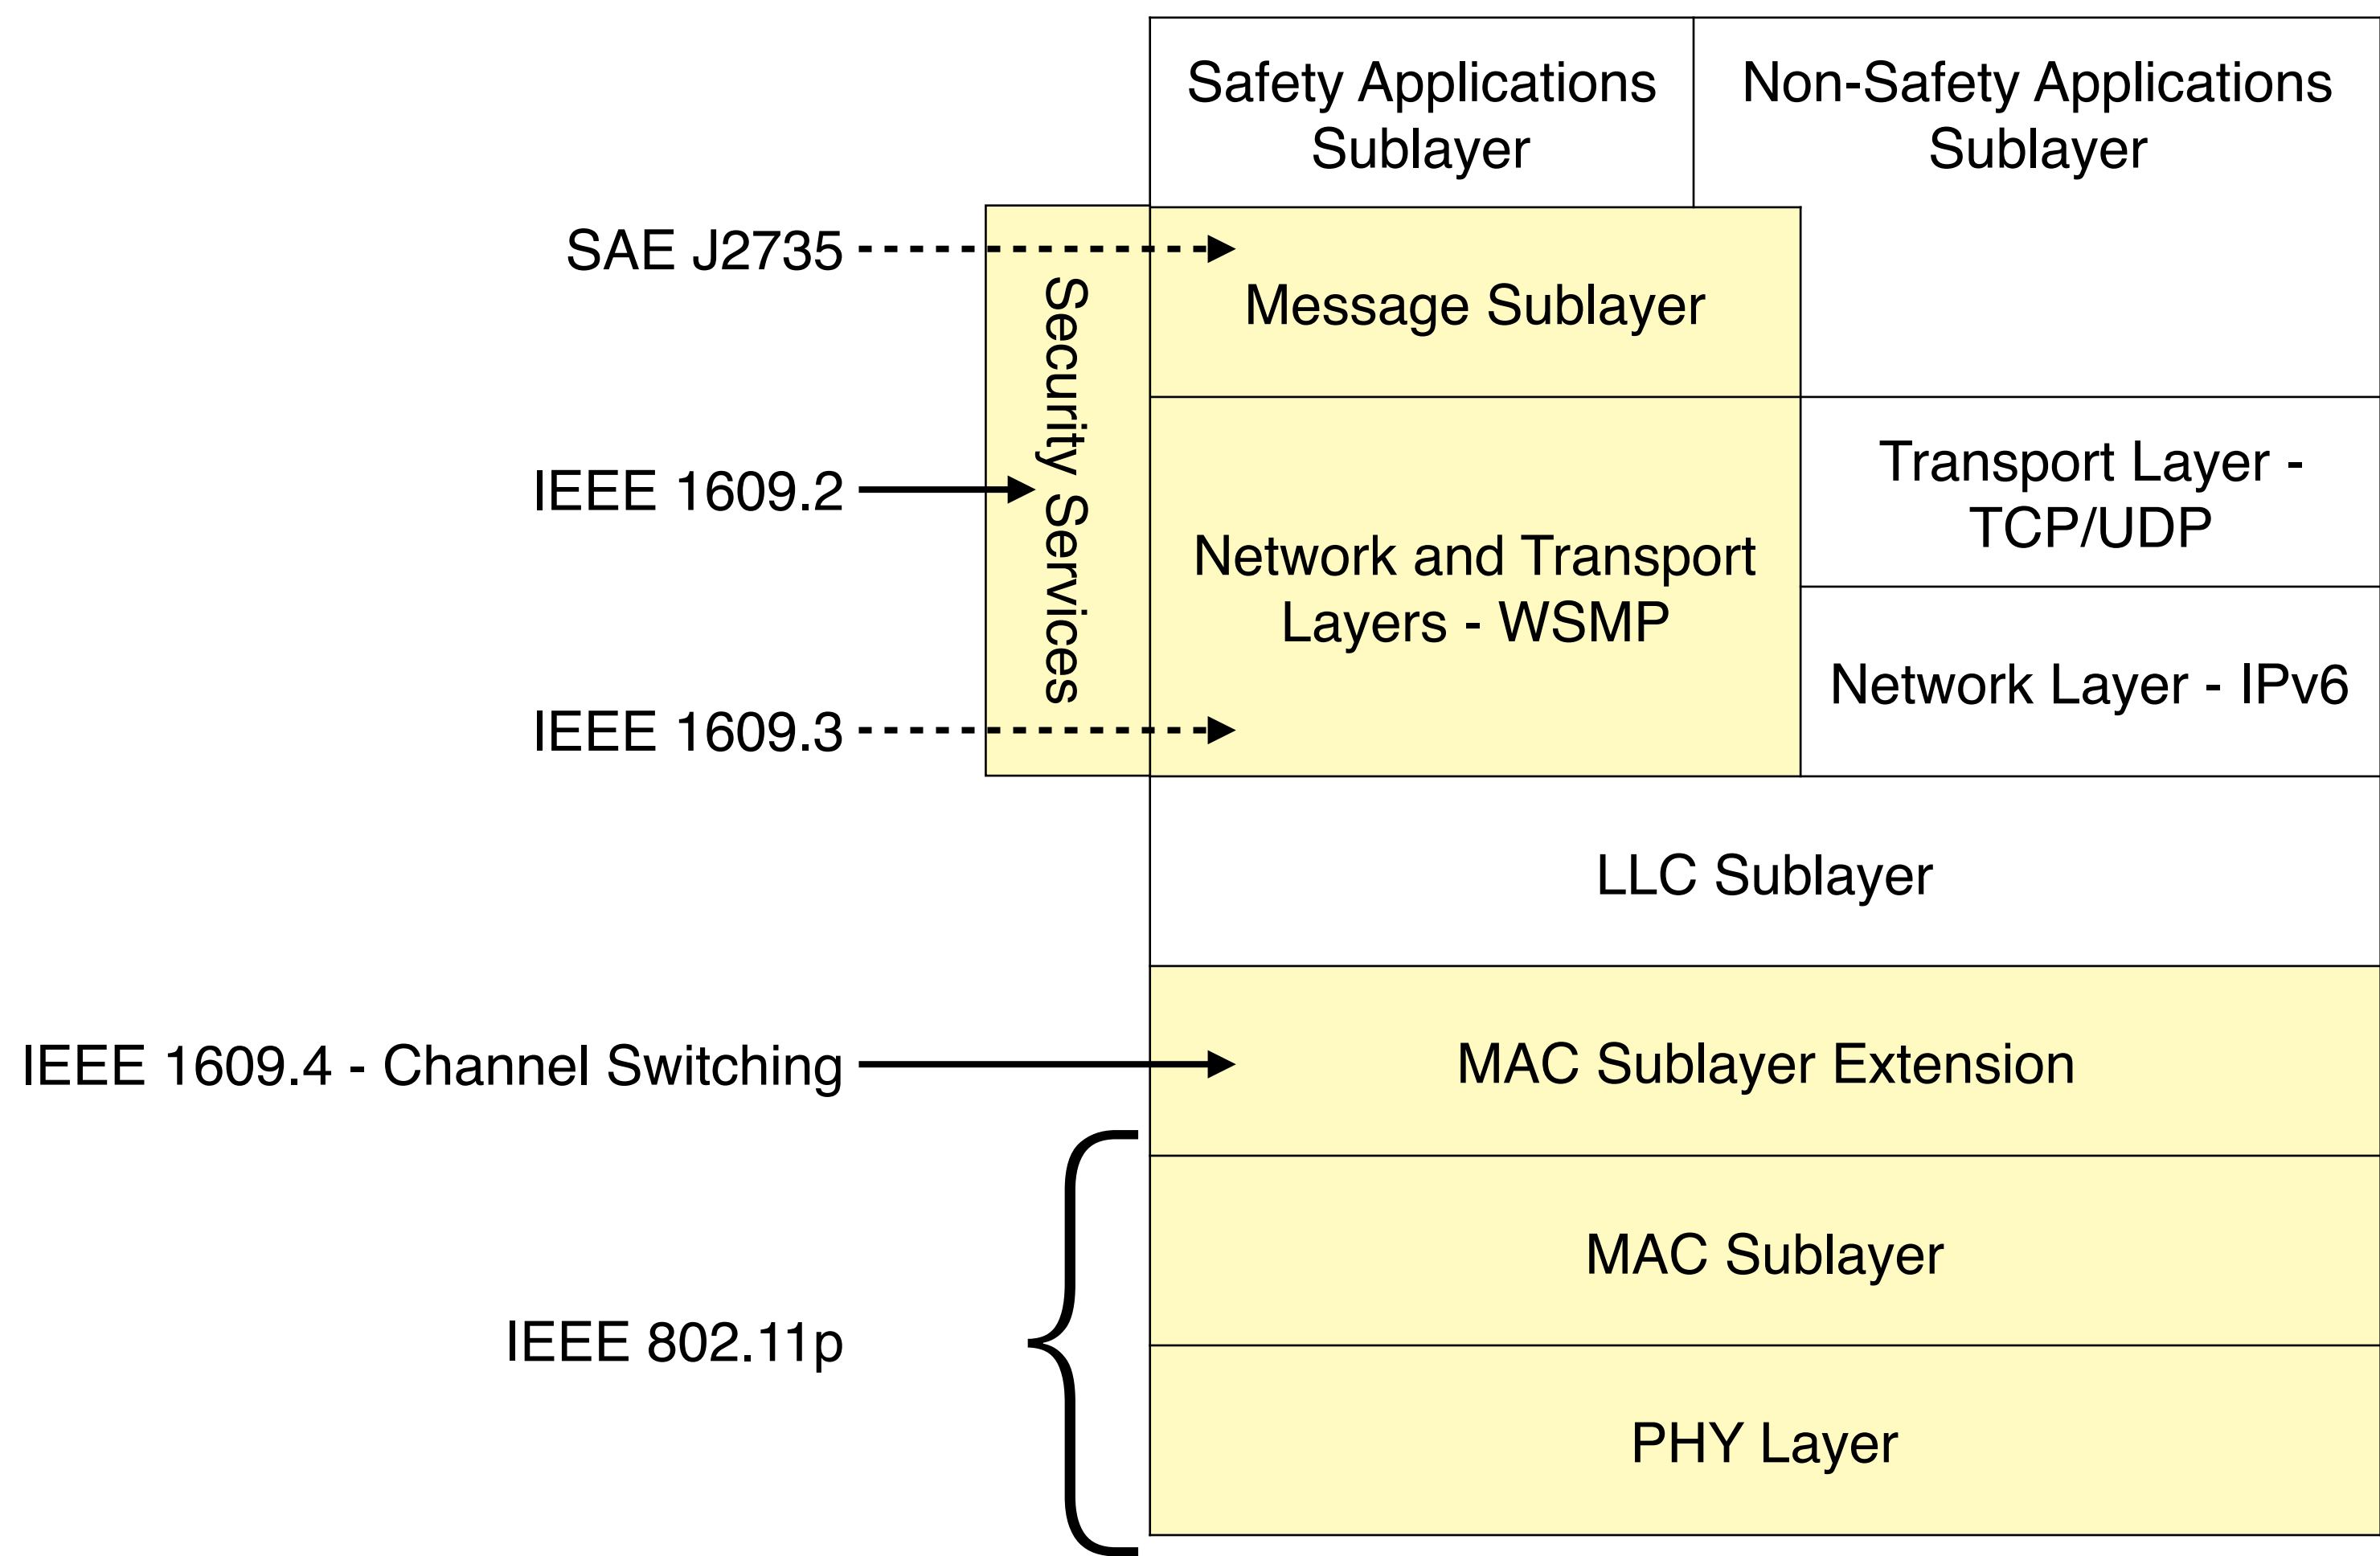 Safety Applications
Sublayer
Non-Safety Applications
Sublayer
SAE J2735
Message Sublayer
Security Services
IEEE 1609.2
Transport Layer -
TCP/UDP
Network and Transport
Layers - WSMP
Network Layer - IPv6
IEEE 1609.3
LLC Sublayer
IEEE 1609.4 - Channel Switching
MAC Sublayer Extension
MAC Sublayer
IEEE 802.11p
PHY Layer